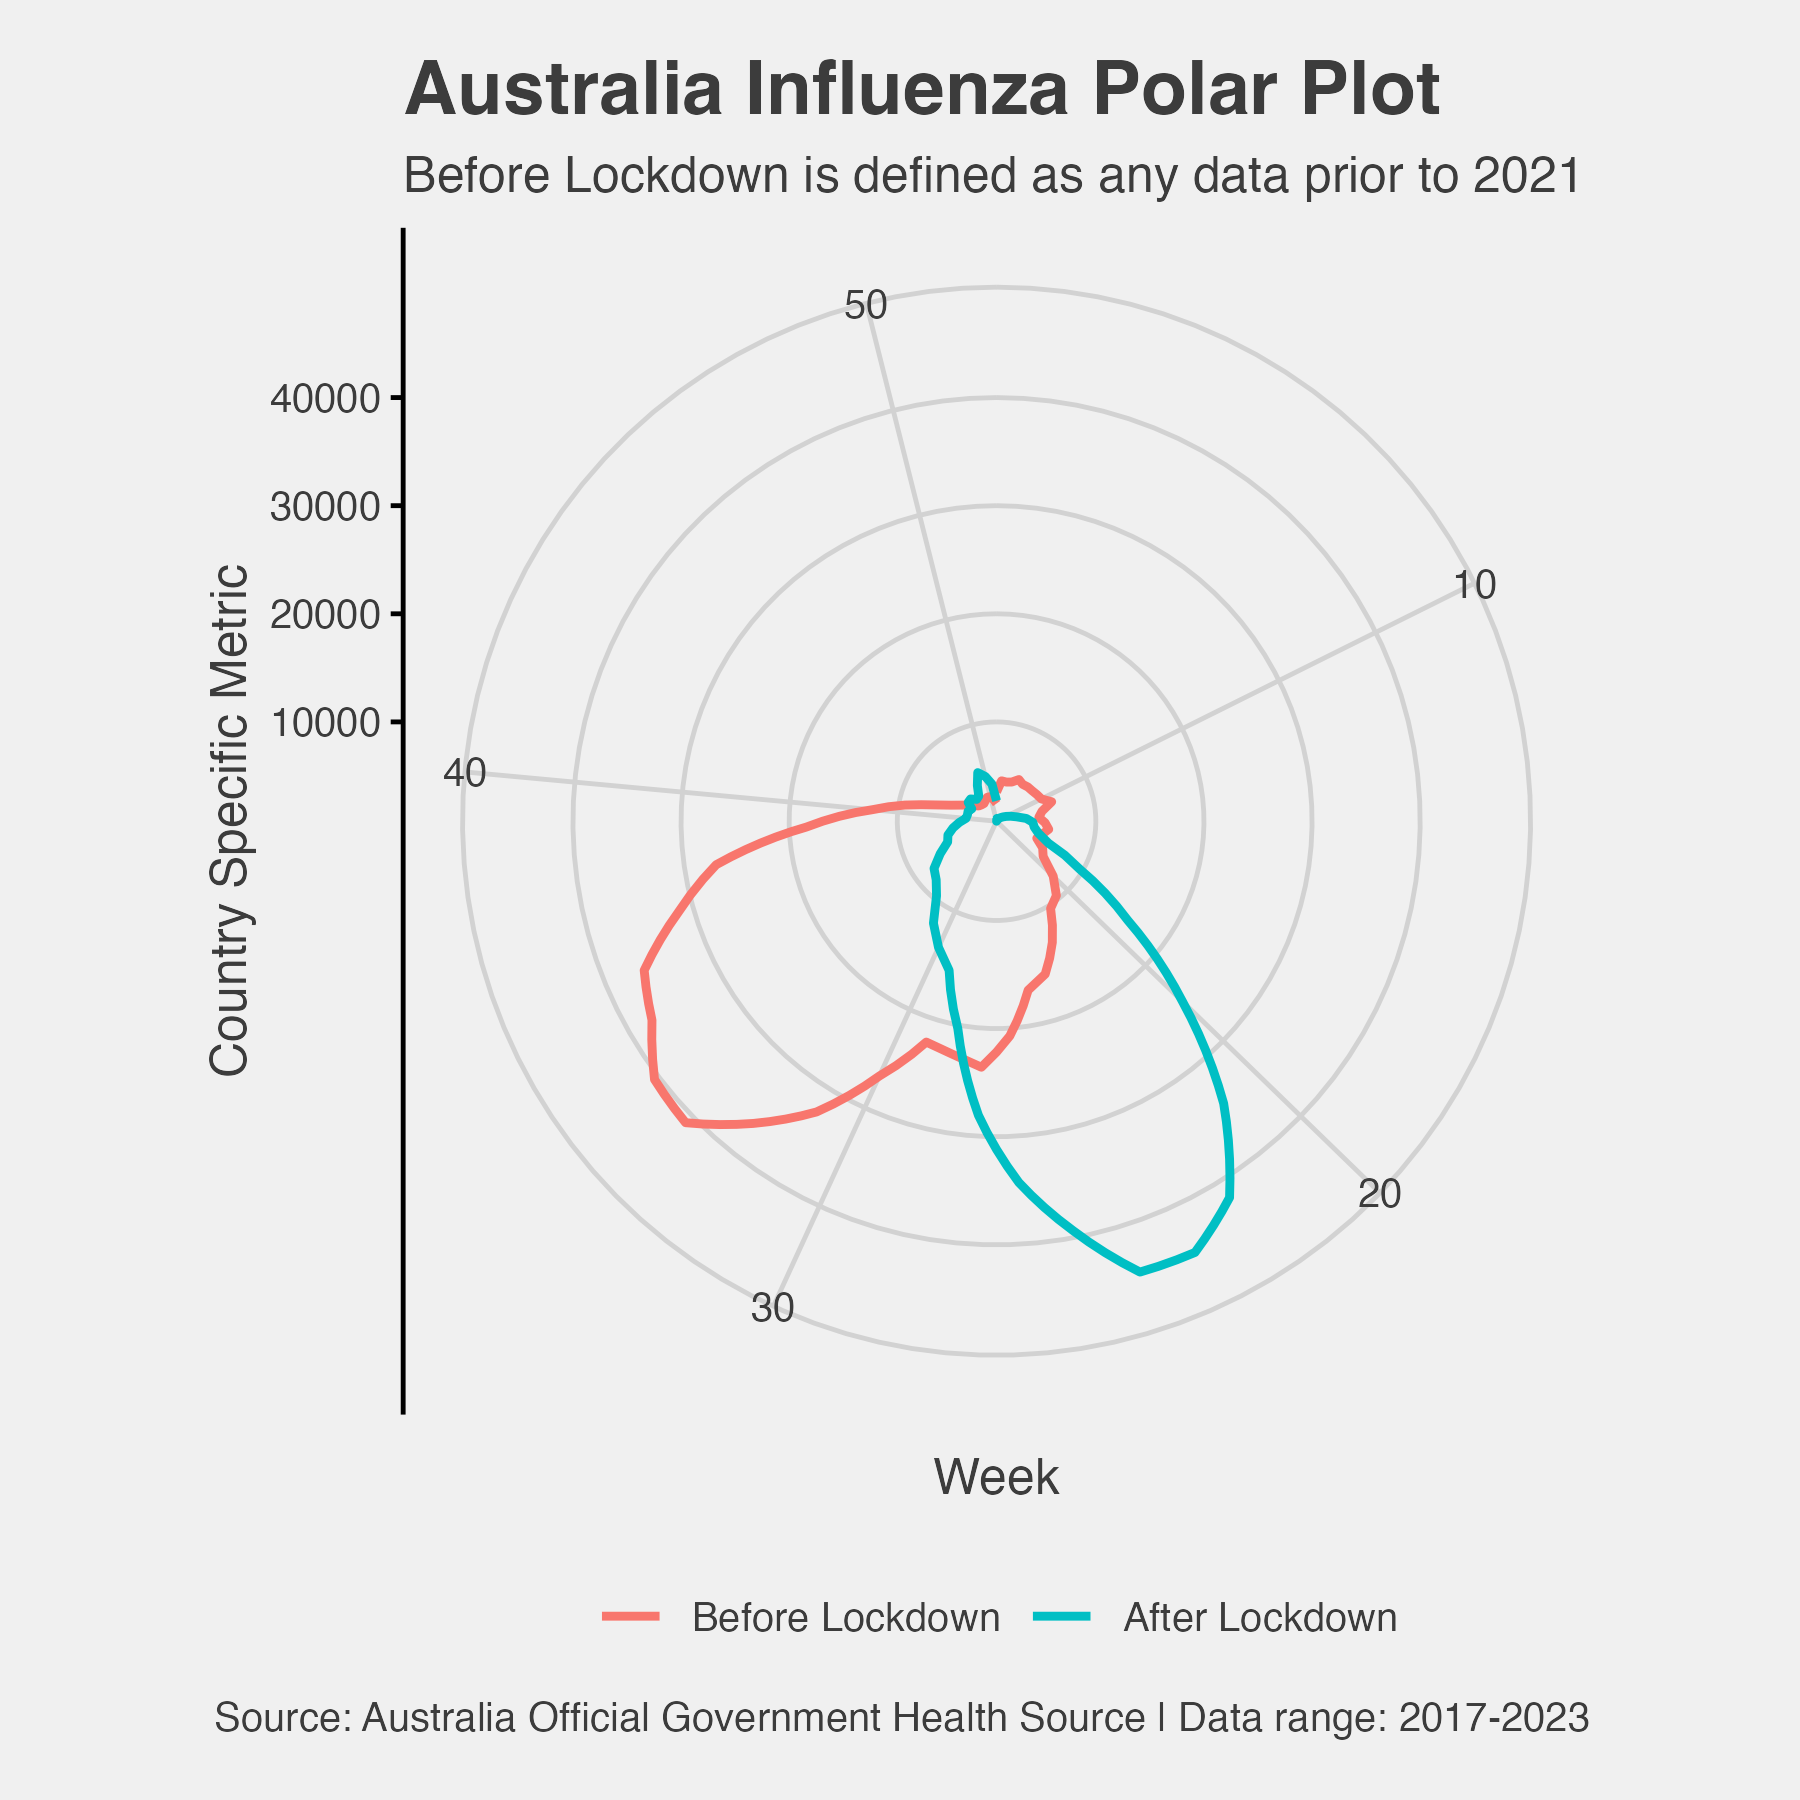 Australia Influenza Polar Plot
Before Lockdown is defined as any data prior to 2021
50
40000
30000
10
20000
Country Specific Metric
10000
40
20
30
Week
Before Lockdown
After Lockdown
Source: Australia Official Government Health Source | Data range: 2017-2023